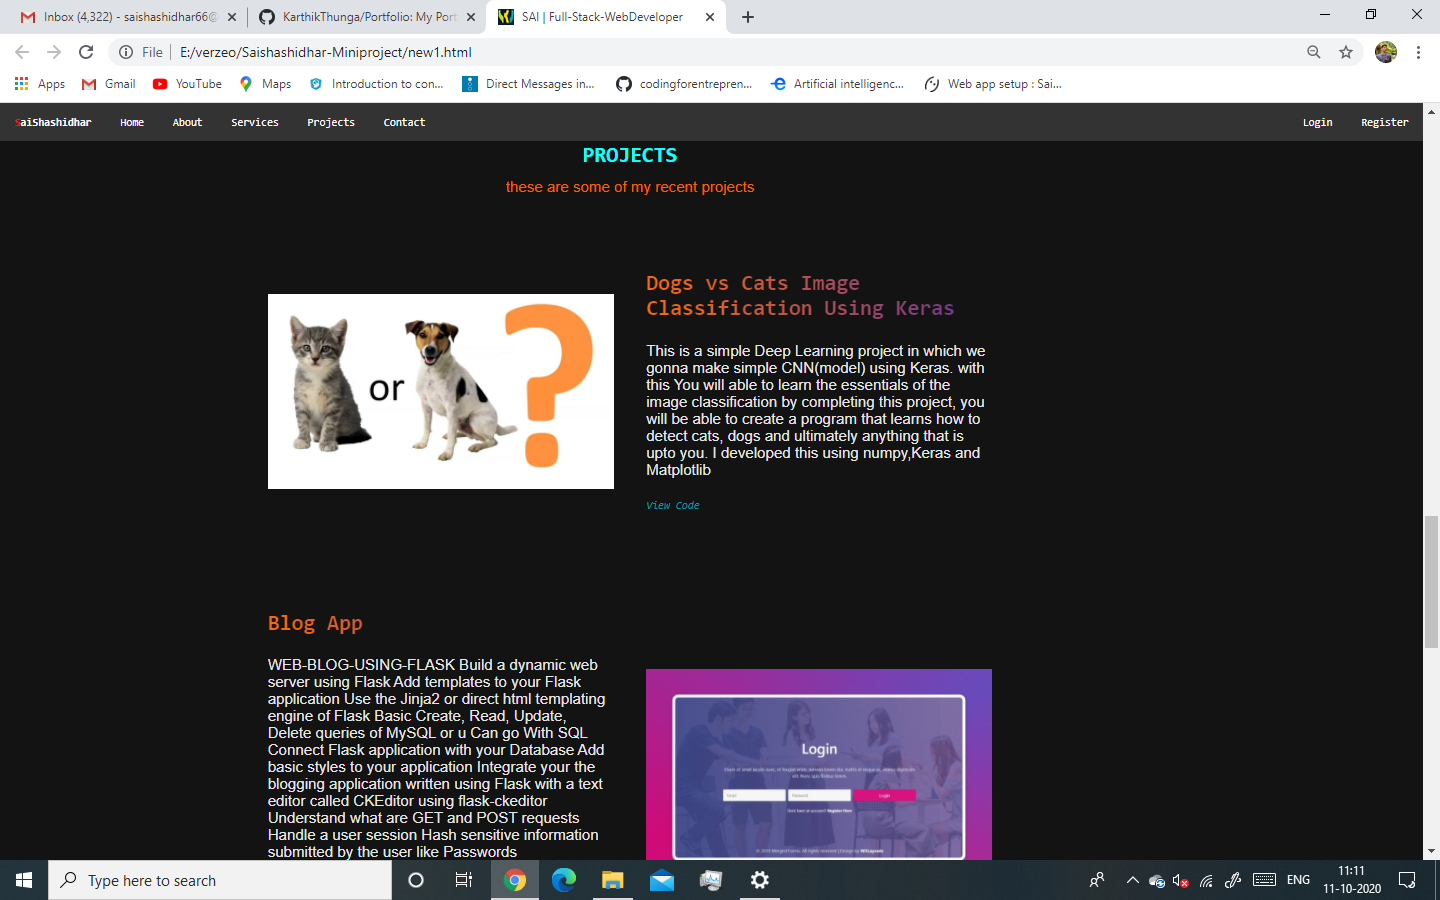 Inbox (4,322) - saishashidhar66@
KarthikThunga/Portfolio: My Port
SAI | Full-Stack-WebDeveloper
File
E:/verzeo/Saishashidhar-Miniproject/new1.html
Apps
Gmail
YouTube
Maps
Introduction to con...
Direct Messages in...
codingforentrepren...
Artificial intelligenc...
Web app setup : Sai...
SaiShashidhar
Home
About
Services
Projects
Contact
Login
Register
PROJECTS
these are some of my recent projects
or
?
Dogs vs Cats Image
Classification Using Keras
This is a simple Deep Learning project in which we
gonna make simple CNN(model) using Keras. with
this You will able to learn the essentials of the
image classification by completing this project, you
will be able to create a program that learns how to
detect cats, dogs and ultimately anything that is
upto you. I developed this using numpy,Keras and
Matplotlib
View Code
Blog App
WEB-BLOG-USING-FLASK Build a dynamic web
server using Flask Add templates to your Flask
application Use the Jinja2 or direct html templating
engine of Flask Basic Create, Read, Update,
Delete queries of MySQL or u Can go With SQL
Connect Flask application with your Database Add
basic styles to your application Integrate your the
blogging application written using Flask with a text
editor called CKEditor using flask-ckeditor
Understand what are GET and POST requests
Handle a user session Hash sensitive information
submitted by the user like Passwords
Login
Login
Register Here
Type here to search
ENG
11:11
11-10-2020